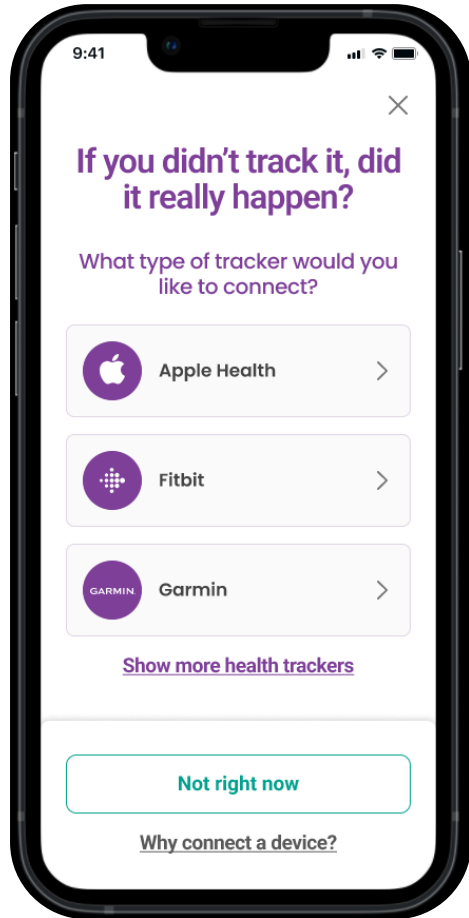 9:41
If you didn’t track it, did
it really happen?
What type of tracker would you
like to connect?
Apple Health
Fitbit
GARMIN
Garmin
Show more health trackers
Not right now
Why connect a device?